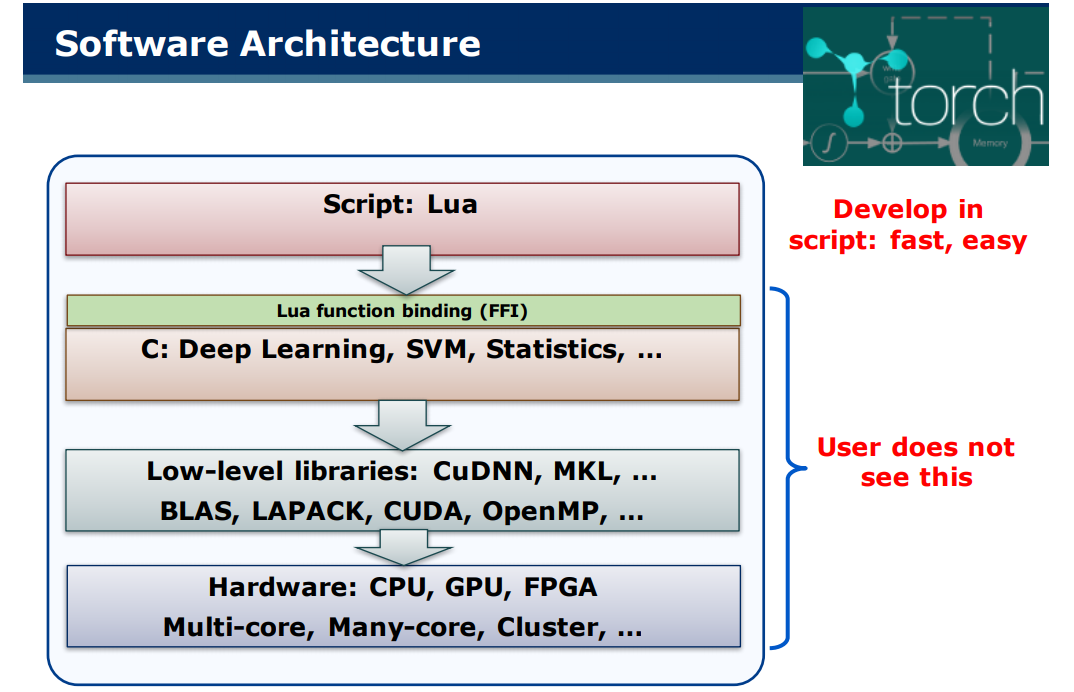 Software Architecture
torch
Memory
Script: Lua
Develop in
script: fast, easy
Lua function binding (FFI)
C: Deep Learning, SVM, Statistics, ...
User does not
see this
Low-level libraries: CuDNN, MKL, ...
BLAS, LAPACK, CUDA, OpenMP, ...
Hardware: CPU, GPU, FPGA
Multi-core, Many-core, Cluster, ...